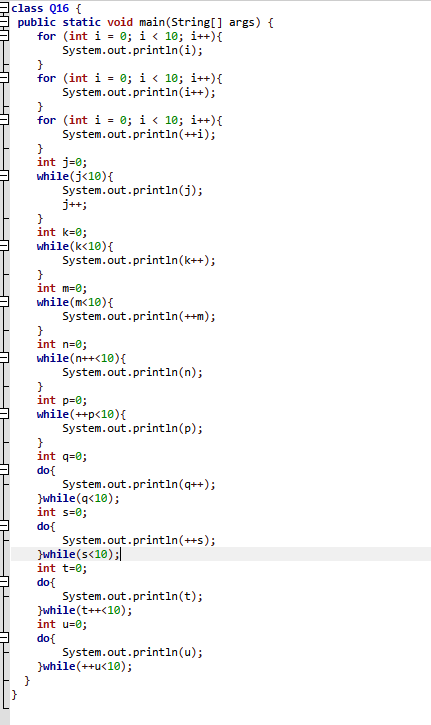 class Q16 {
 public static void main(String[] args) {
    for (int i = 0; i < 10; i++){
        System.out.println(i);
    }
    for (int i = 0; i < 10; i++){
        System.out.println(i++);
    }
    for (int i = 0; i < 10; i++){
        System.out.println(++i);
    }
    int j=0;
    while(j<10){
        System.out.println(j);
        j++;
    }
    int k=0;
    while(k<10){
        System.out.println(k++);
    }
    int m=0;
    while(m<10){
        System.out.println(++m);
    }
    int n=0;
    while(n++<10){
        System.out.println(n);
    }
    int p=0;
    while(++p<10){
        System.out.println(p);
    }
    int q=0;
    do{
        System.out.println(q++);
    }while(q<10);
    int s=0;
    do{
        System.out.println(++s);
    }while(s<10);
    int t=0;
    do{
        System.out.println(t);
    }while(t++<10);
    int u=0;
    do{
        System.out.println(u);
    }while(++u<10);
  }
}